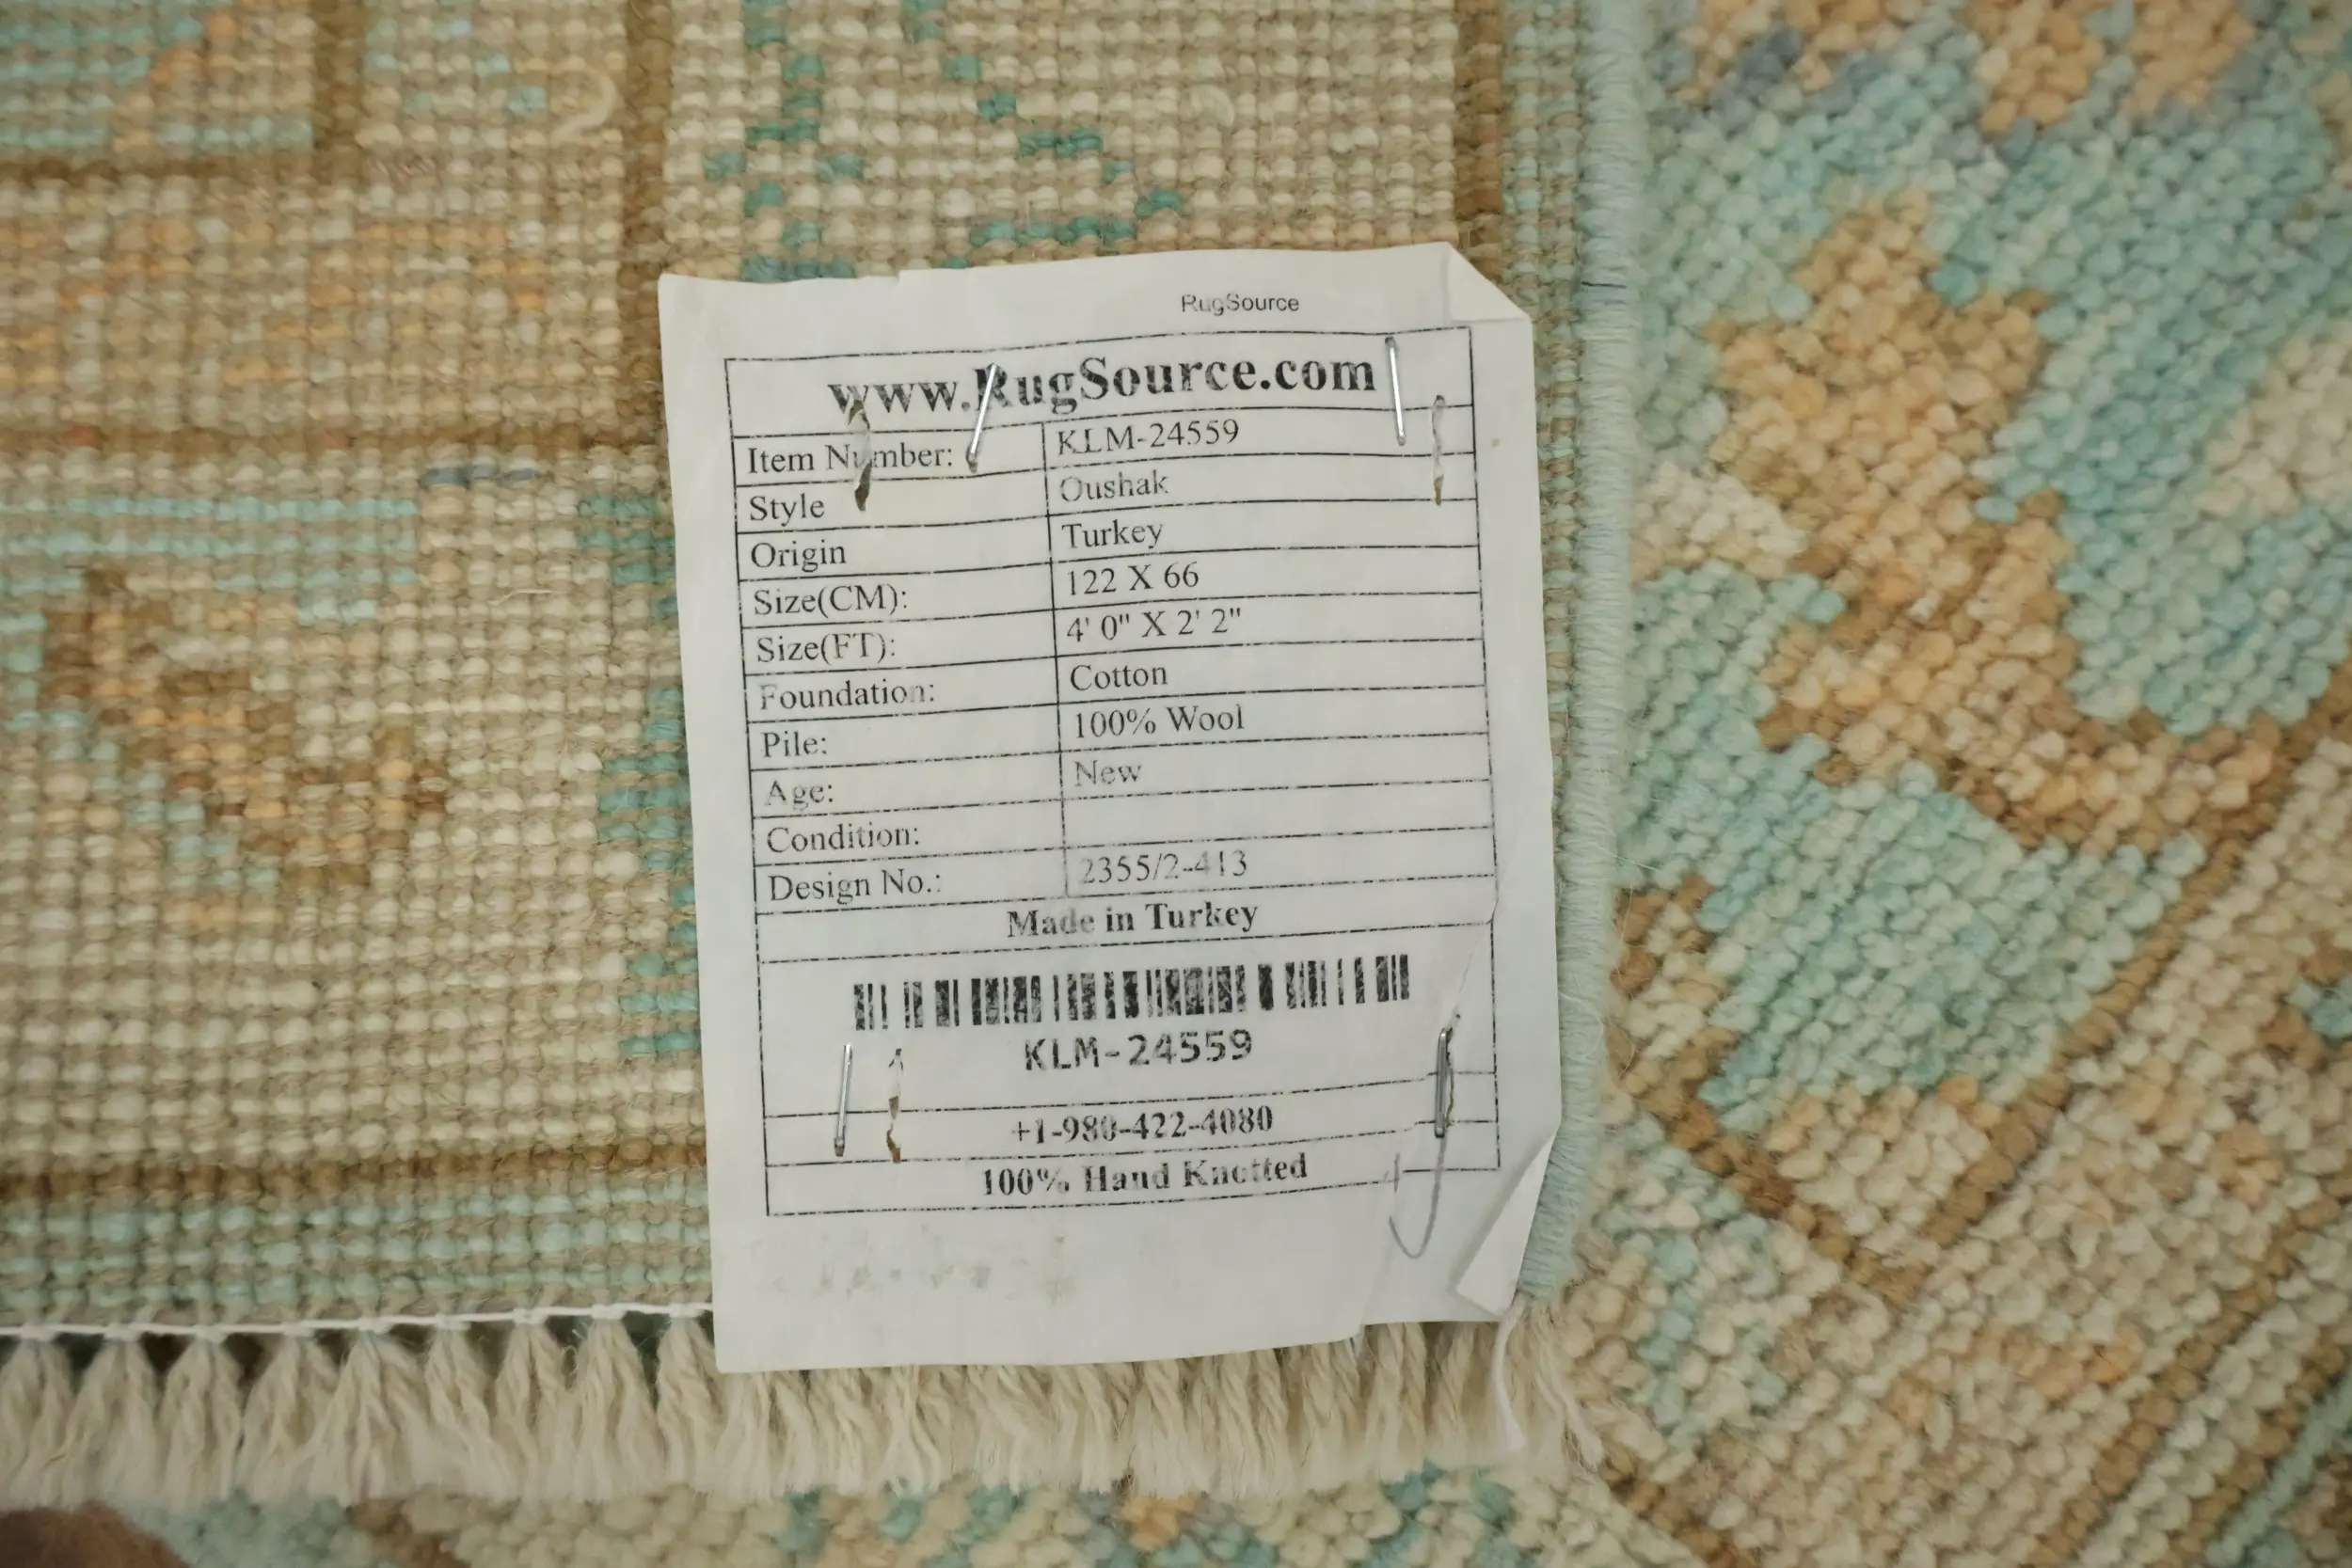 RugSource
www.RugSource.com
Item Number: KLM-24559
Style Oushak
Origin Turkey
Size(CM): 122 X 66
Size(FT): 4' 0" X 2' 2"
Foundation: Cotton
Pile: 100% Wool
Age: New
Condition:
Design No.: 2355/2-413
Made in Turkey
KLM-24559
+1-980-422-4080
100% Hand Knotted